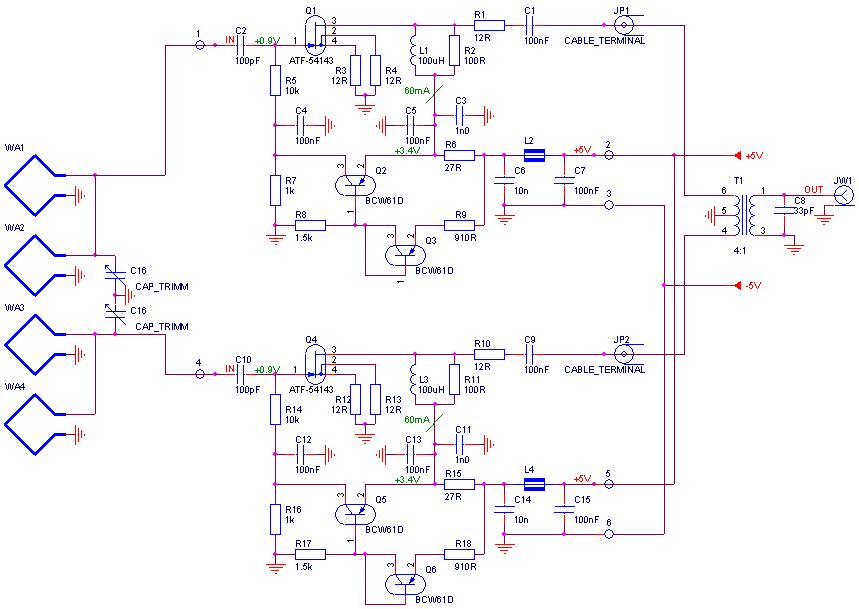 Q1
JP1
R1
C1
1
C2
IN
+0.9V
1
3
2
4
12R
100nF
CABLE_TERMINAL
100pF
ATF-54143
L1
100uH
R2
100R
R3
12R
R4
12R
R5
10k
60mA
C4
100nF
C5
100nF
C3
1n0
+3.4V
R6
27R
L2
+5V
2
+5V
WA1
3
2
Q2
BCW61D
1
C6
10n
C7
100nF
3
R7
1k
R8
1.5k
R9
910R
3
2
Q3
BCW61D
1
T1
6
5
4
1
3
4:1
OUT
JW1
C8
33pF
WA2
C16
CAP_TRIMM
-5V
WA3
C16
CAP_TRIMM
Q4
JP2
R10
C9
4
C10
IN
+0.9V
1
3
2
4
12R
100nF
CABLE_TERMINAL
100pF
ATF-54143
WA4
L3
100uH
R11
100R
R12
12R
R13
12R
R14
10k
60mA
C12
100nF
C13
100nF
C11
1n0
+3.4V
R15
27R
L4
+5V
5
3
2
Q5
BCW61D
1
C14
10n
C15
100nF
6
R16
1k
R17
1.5k
R18
910R
3
2
Q6
BCW61D
1